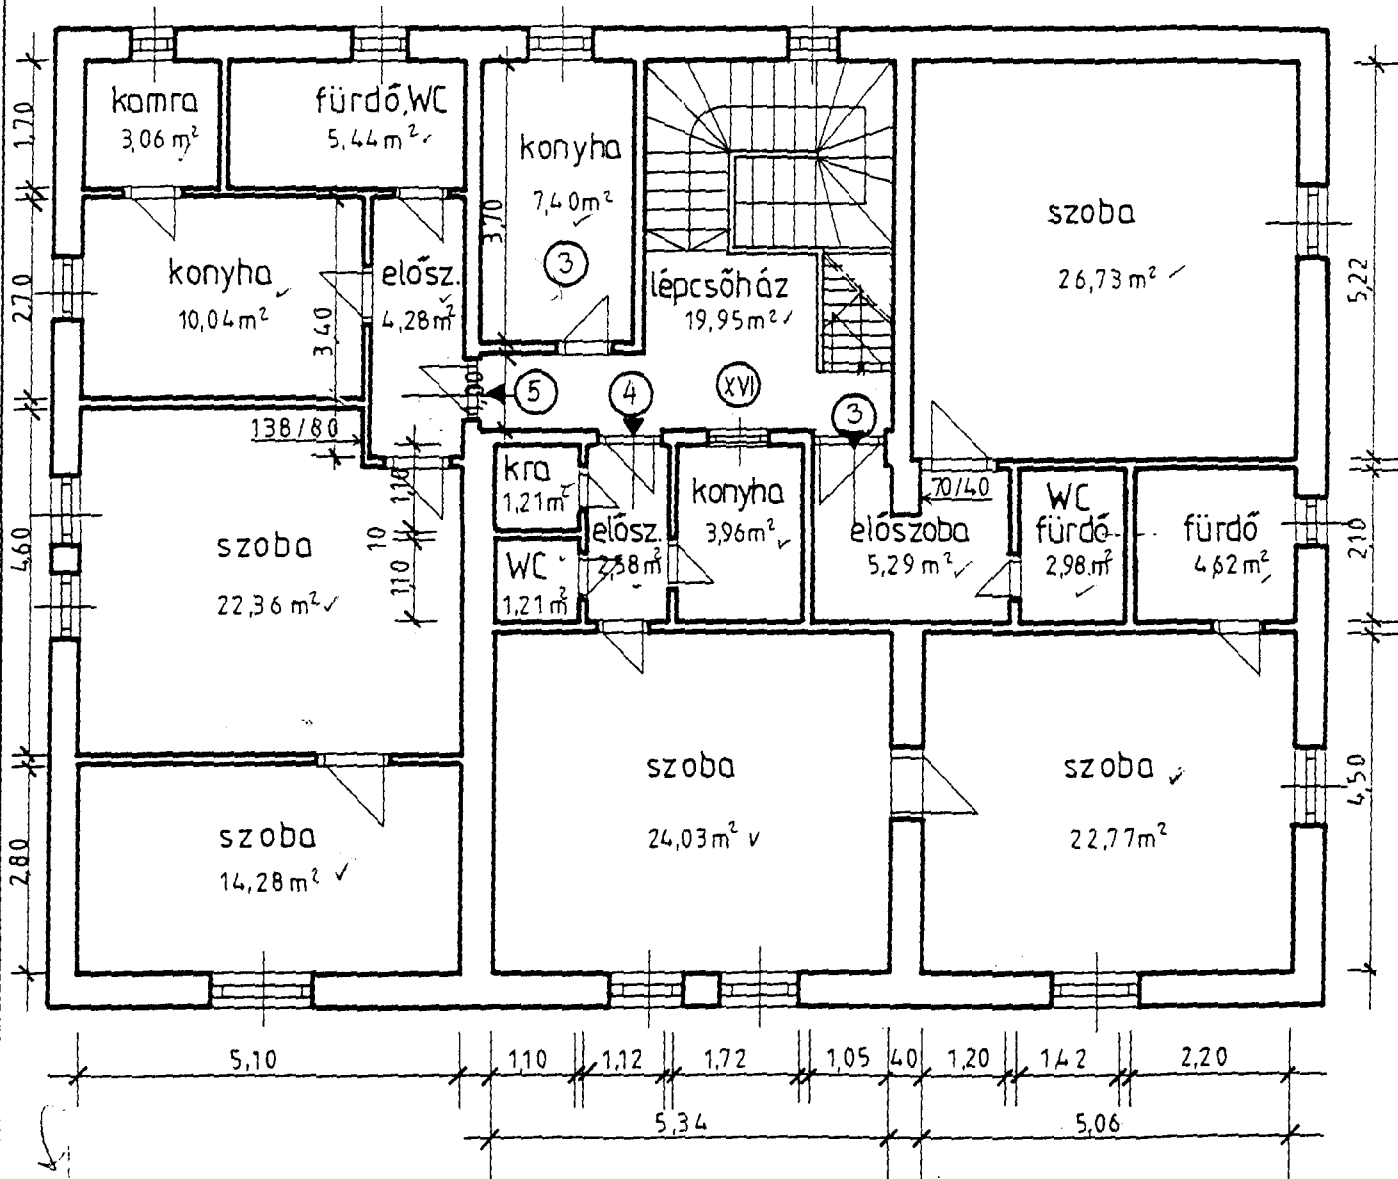 kamra
3,06 m²
fürdő,WC
5,44 m²
konyha
7,40 m²
3
szoba
26,73 m²
konyha
10,04 m²
elősz.
4,28 m²
lépcsőház
19,95 m²
5
4
XVI
3
138/80
70/40
kra
1,21 m²
WC
1,21 m²
elősz.
konyha
3,96 m²
előszoba
5,29 m²
WC
fürdő
2,98 m²
fürdő
4,62 m²
szoba
22,36 m²
szoba
14,28 m²
szoba
24,03 m²
szoba
22,77 m²
1,70
2,70
4,60
2,80
3,40
3,70
1,10
10
1,10
5,22
2,10
4,50
5,10
1,10
1,12
1,72
1,05
40
1,20
1,42
2,20
5,34
5,06